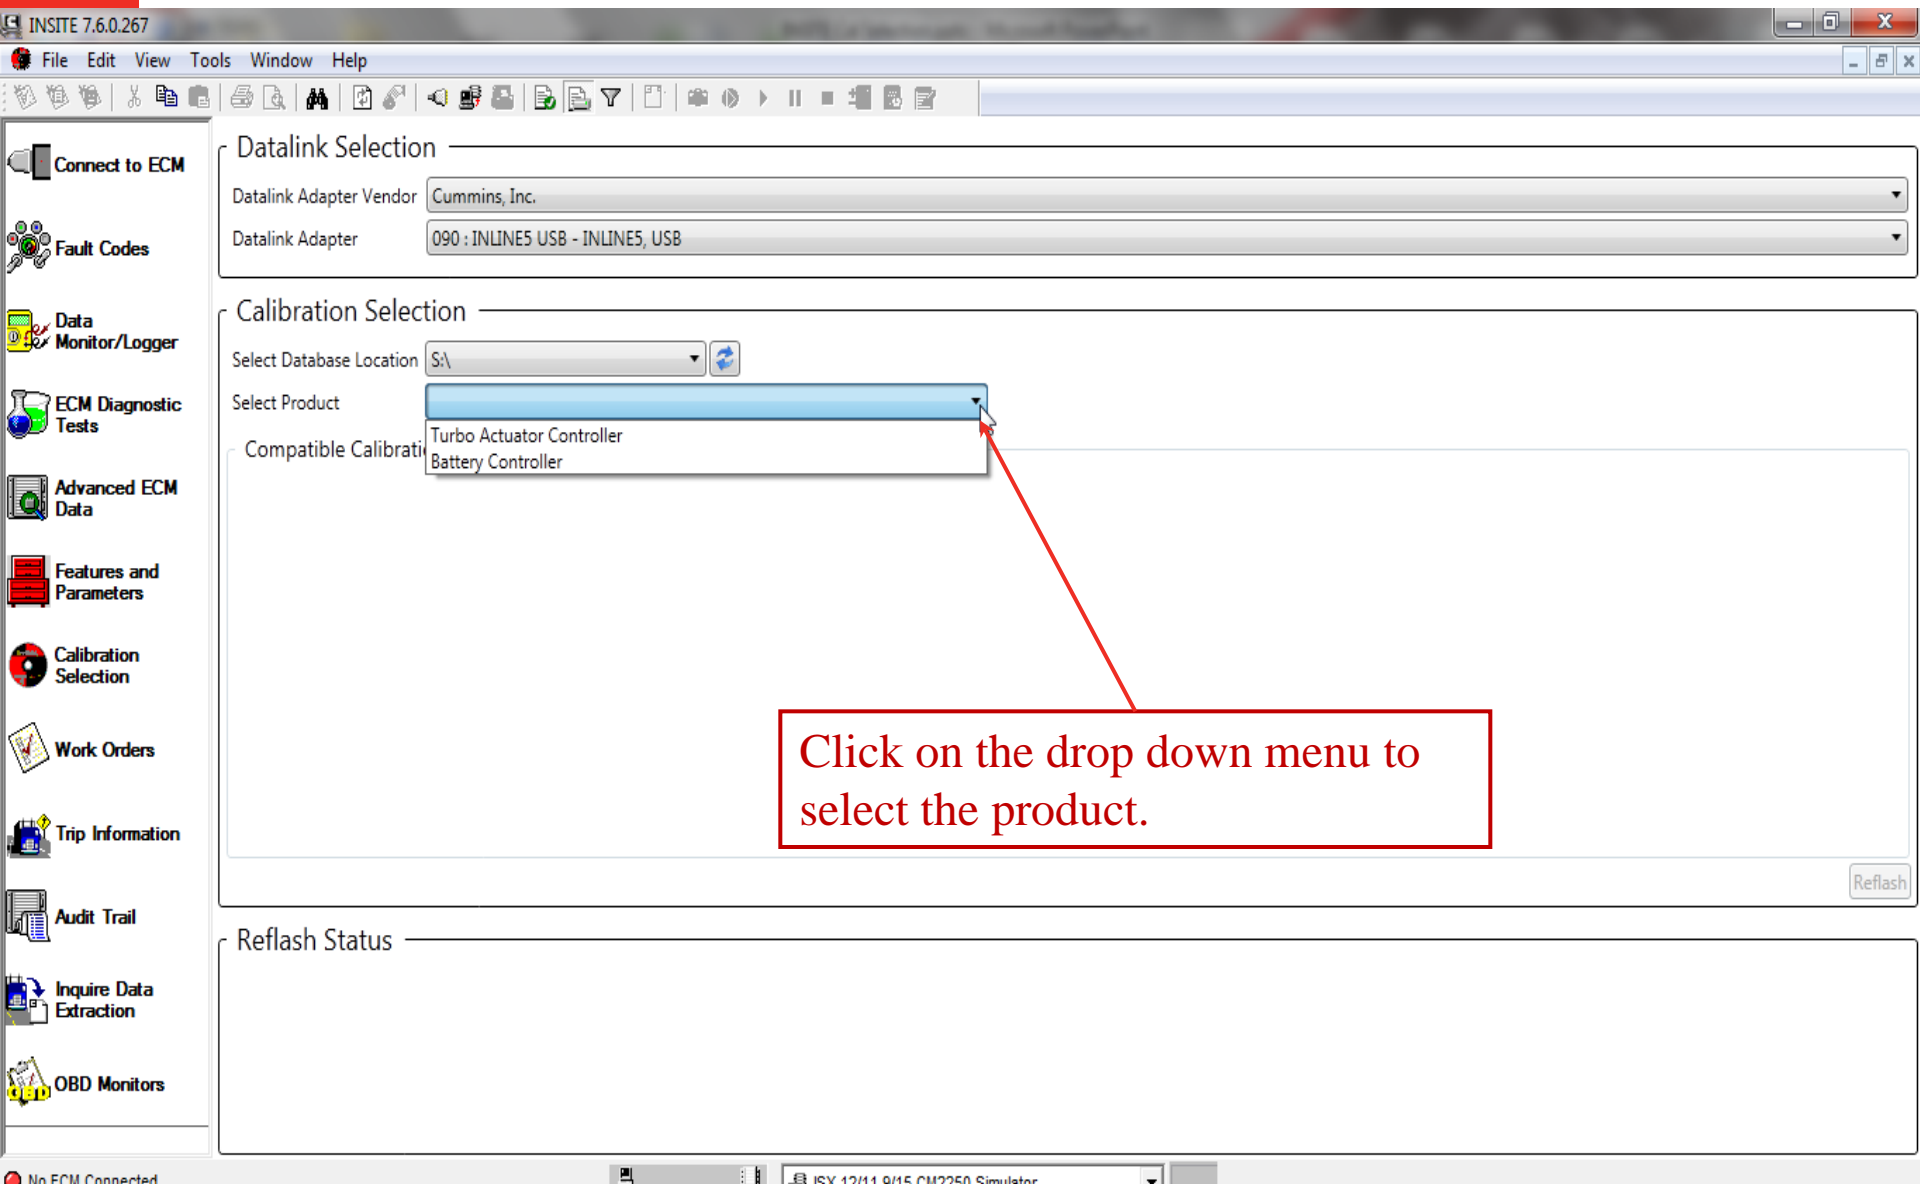 INSITE 7.6.0.267
File Edit View Tools Window Help
Connect to ECM
Fault Codes
Data
Monitor/Logger
ECM Diagnostic
Tests
Advanced ECM
Data
Features and
Parameters
Calibration
Selection
Work Orders
Trip Information
Audit Trail
Inquire Data
Extraction
OBD Monitors
Datalink Selection
Datalink Adapter Vendor Cummins, Inc.
Datalink Adapter 090 : INLINE5 USB - INLINE5, USB
Calibration Selection
Select Database Location S:\
Select Product
Turbo Actuator Controller
Compatible Calibrati
Battery Controller
Click on the drop down menu to
select the product.
Reflash
Reflash Status
No ECM Connected
ISX 12/11.9/15 CM2250 Simulator